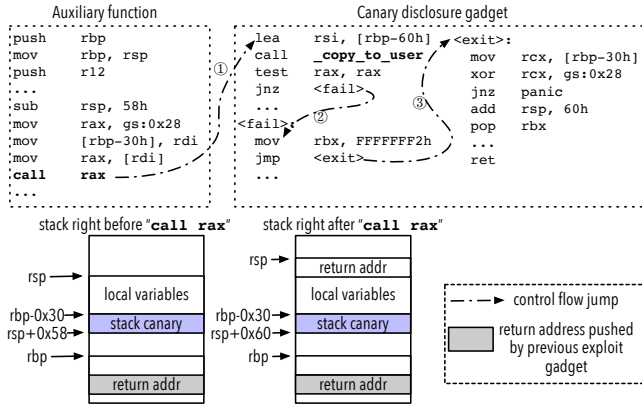 Auxiliary function
push rbp
mov rbp, rsp
push r12
...
sub rsp, 58h
mov rax, gs:0x28
mov [rbp-30h], rdi
mov rax, [rdi]
call rax
...
①
Canary disclosure gadget
lea rsi, [rbp-60h]
call _copy_to_user
test rax, rax
jnz <fail>
...
②
<fail>:
mov rbx, FFFFFFF2h
jmp <exit>
...
③
<exit>:
mov rcx, [rbp-30h]
xor rcx, gs:0x28
jnz panic
add rsp, 60h
pop rbx
...
ret
stack right before "call rax"
rsp
local variables
rbp-0x30
stack canary
rsp+0x58
rbp
return addr
stack right after "call rax"
rsp
return addr
local variables
rbp-0x30
stack canary
rsp+0x60
rbp
return addr
control flow jump
return address pushed
by previous exploit
gadget